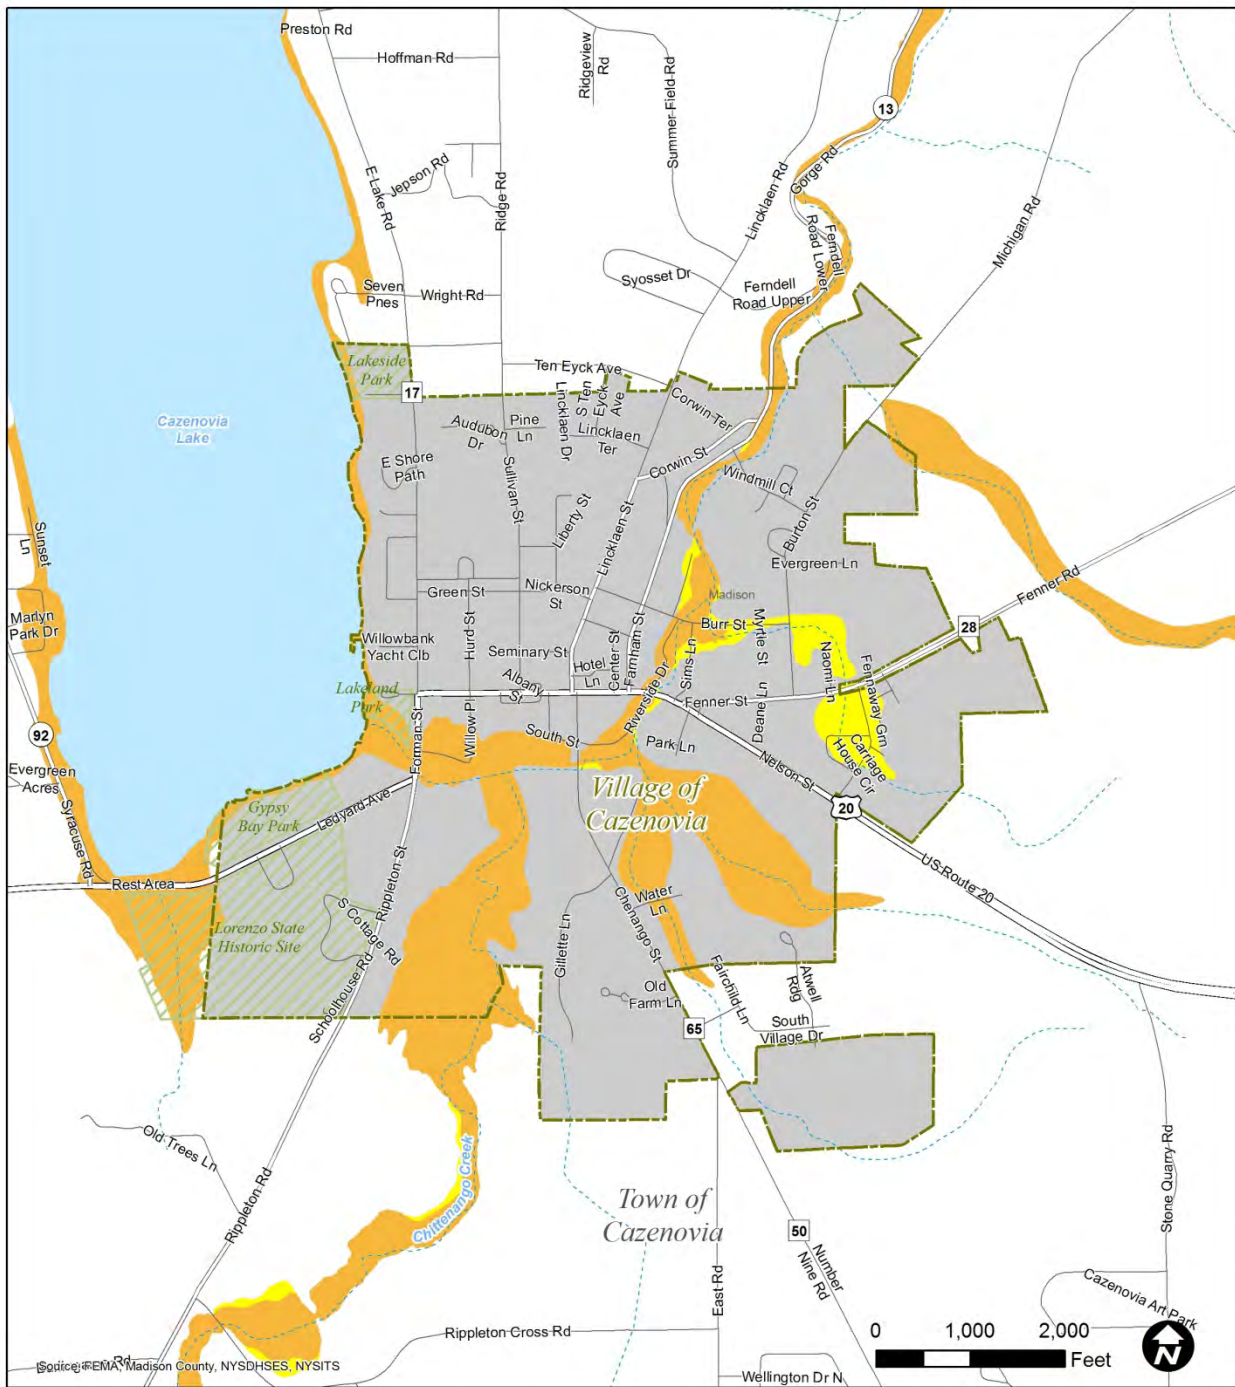 Preston Rd
Hoffman Rd
Ridgeview
Rd
Summer Field Rd
13
Gorge Rd
Jepson Rd
E Lake Rd
Ridge Rd
Lincklaen Rd
Michigan Rd
Ferndell
Road Lower
Syosset Dr
Ferndell
Road Upper
Seven
Pnes
Wright Rd
Lakeside
Park
17
Ten Eyck Ave
S Ten
Eyck
Ave
Lincklaen Dr
Corwin Ter
Pine
Ln
Audubon
Dr
Lincklaen
Ter
Cazenovia
Lake
E Shore
Path
Sullivan St
Corwin St
Windmill Ct
Liberty St
Lincklaen St
Burton St
Sunset
Ln
Evergreen Ln
Fenner Rd
Green St
Nickerson
St
Madison
Marlyn
Park Dr
Burr St
28
Willowbank
Yacht Clb
Hurd St
Seminary St
Center St
Farnham St
Sims Ln
Myrtle St
Naomi Ln
Fennaway Grn
Hotel
Ln
Albany
St
Riverside Dr
Lakeland
Park
Fenner St
Deane Ln
92
Forman St
Willow Pl
South St
Park Ln
Nelson St
Carriage
House Cir
Evergreen
Acres
Syracuse Rd
Village of
Cazenovia
20
Gypsy
Bay Park
Ledyard Ave
Rippleton St
US Route 20
Rest Area
Water
Ln
Chenango St
Lorenzo State
Historic Site
S Cottage Rd
Gillette Ln
Schoolhouse Rd
Fairchild Ln
Atwell
Rdg
Old
Farm Ln
65
South
Village Dr
Old Trees Ln
Chittenango Creek
Rippleton Rd
Town of
Cazenovia
Stone Quarry Rd
50
Number
Nine Rd
East Rd
Cazenovia Art Park
Rippleton Cross Rd
0 1,000 2,000
Feet
N
Source: FEMA, Madison County, NYSDHSES, NYSITS
Wellington Dr N